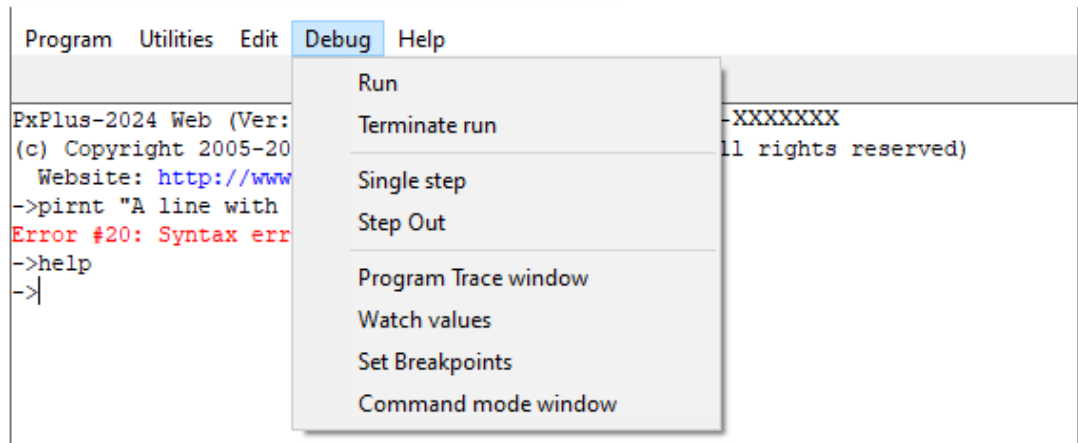 Program Utilities Edit Debug Help
Run
Terminate run
Single step
Step Out
Program Trace window
Watch values
Set Breakpoints
Command mode window
PxPlus-2024 Web (Ver: -XXXXXXX
(c) Copyright 2005-20 ll rights reserved)
Website: http://www
->pirnt "A line with
Error #20: Syntax err
->help
->